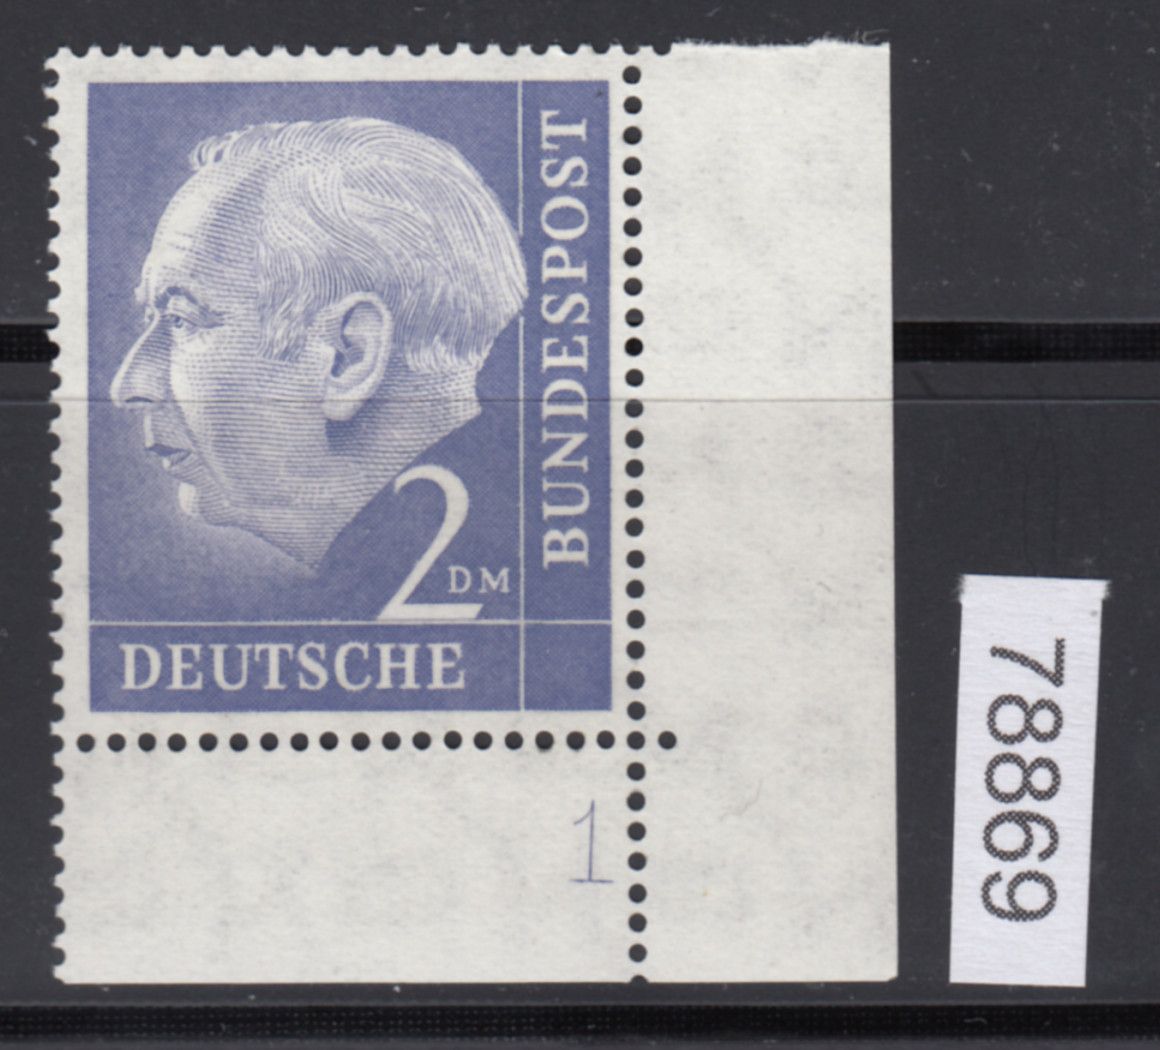 BUNDESPOST
2 DM
DEUTSCHE
1
78869